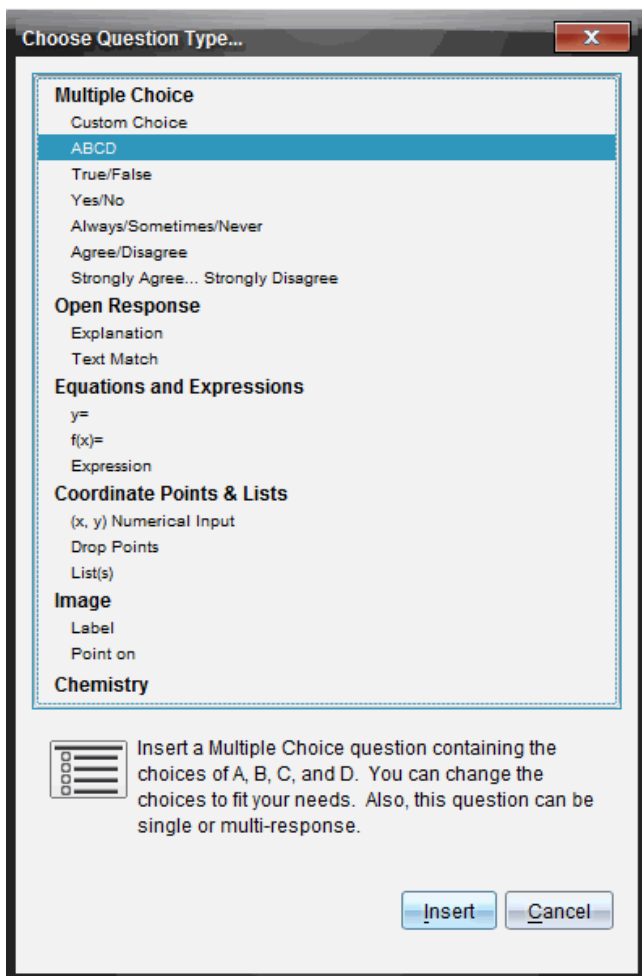 Choose Question Type...
Multiple Choice
Custom Choice
ABCD
True/False
Yes/No
Always/Sometimes/Never
Agree/Disagree
Strongly Agree... Strongly Disagree
Open Response
Explanation
Text Match
Equations and Expressions
y=
f(x)=
Expression
Coordinate Points & Lists
(x, y) Numerical Input
Drop Points
List(s)
Image
Label
Point on
Chemistry
Insert a Multiple Choice question containing the
choices of A, B, C, and D. You can change the
choices to fit your needs. Also, this question can be
single or multi-response.
Insert Cancel